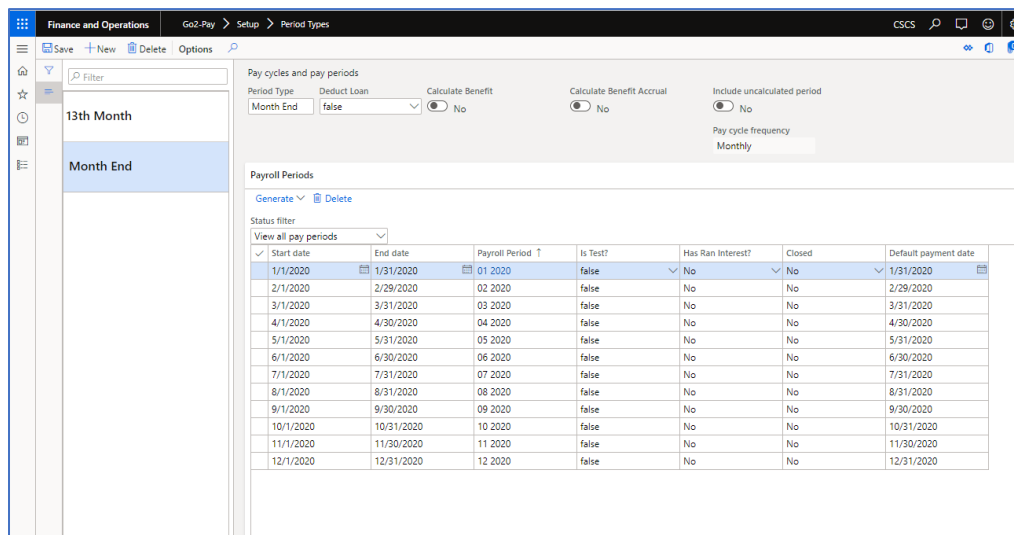 Finance and Operations Go2-Pay Setup Period Types CSCS
Save New Delete Options
Filter
13th Month
Month End
Pay cycles and pay periods
Period Type Deduct Loan Calculate Benefit Calculate Benefit Accrual Include uncalculated period
Month End false No No No
Pay cycle frequency
Monthly
Payroll Periods
Generate Delete
Status filter
View all pay periods
Start date End date Payroll Period Is Test? Has Ran Interest? Closed Default payment date
1/1/2020 1/31/2020 01 2020 false No No 1/31/2020
2/1/2020 2/29/2020 02 2020 false No No 2/29/2020
3/1/2020 3/31/2020 03 2020 false No No 3/31/2020
4/1/2020 4/30/2020 04 2020 false No No 4/30/2020
5/1/2020 5/31/2020 05 2020 false No No 5/31/2020
6/1/2020 6/30/2020 06 2020 false No No 6/30/2020
7/1/2020 7/31/2020 07 2020 false No No 7/31/2020
8/1/2020 8/31/2020 08 2020 false No No 8/31/2020
9/1/2020 9/30/2020 09 2020 false No No 9/30/2020
10/1/2020 10/31/2020 10 2020 false No No 10/31/2020
11/1/2020 11/30/2020 11 2020 false No No 11/30/2020
12/1/2020 12/31/2020 12 2020 false No No 12/31/2020